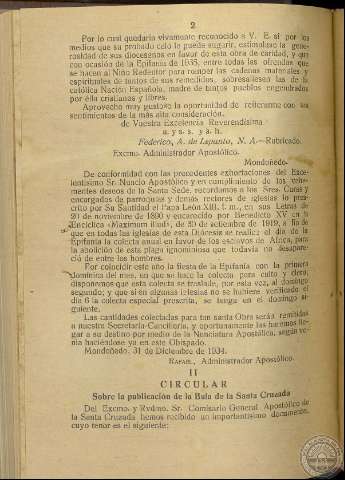 2
Por lo cual quedaría vivamente reconocido a V. E. si por los
medios que su probado celo le pueda sugerir, estimulase la gene-
rosidad de sus diocesanos en favor de esta obra de caridad, y que
con ocasión de la Epifanía de 1935, entre todas las ofrendas que
se hacen al Niño Redentor para romper las cadenas materiales y
espirituales de tantos de sus remedidos, sobresaliesen las de la
católica Nación Española, madre de tantos pueblos engendrados
por ella cristianos y libres.
Aprovecho muy gustoso la oportunidad de reiterarme con los
sentimientos de la más alta consideración.
de Vuestra Excelencia Reverendísima
a. y s. s. y a. h.
Federico, A. de Lepanto, N. A.—Rubricado.
Excmo. Administrador Apostólico.
Mondoñedo.
De conformidad con las precedentes exhortaciones del Exce-
lentísimo Sr. Nuncio Apostólico y en cumplimiento de los vehe-
mentes deseos de la Santa Sede, recordamos a los Sres. Curas y
encargados de parroquias y demás rectores de iglesias lo pres-
crito por Su Santidad el Papa León XIII, f. m., en sus Letras de
20 de noviembre de 1890 y encarecido por Benedicto XV en la
Encíclica «Maximum illud», de 30 de setiembre de 1919, a fin de
que en todas las iglesias de esta Diócesis se realice el día de la
Epifanía la colecta anual en favor de los esclavos de Africa, para
la abolición de esta plaga ignominiosa que todavía no desapare-
ció de entre los hombres.
Por coincidir este año la fiesta de la Epifanía con la primera
dominica del mes, en que se hace la colecta para culto y clero,
disponemos que esta colecta se traslade, por esta vez, al domingo
segundo; y que si en algunas iglesias no se hubiere verificado el
día 6 la colecta especial prescrita, se tenga en el domingo si-
guiente.
Las cantidades colectadas para tan santa Obra serán remitidas
a nuestra Secretaría-Cancillería, y oportunamente las haremos lle-
gar a su destino por medio de la Nunciatura Apostólica, según ve-
nía haciéndose ya en este Obispado.
Mondoñedo, 31 de Diciembre de 1934.
Rafael, Administrador Apostólico.
II
CIRCULAR
Sobre la publicación de la Bula de la Santa Cruzada
Del Excmo. y Rvdmo. Sr. Comisario General Apostólico de
la Santa Cruzada hemos recibido un importantísimo documento,
cuyo tenor es el siguiente: